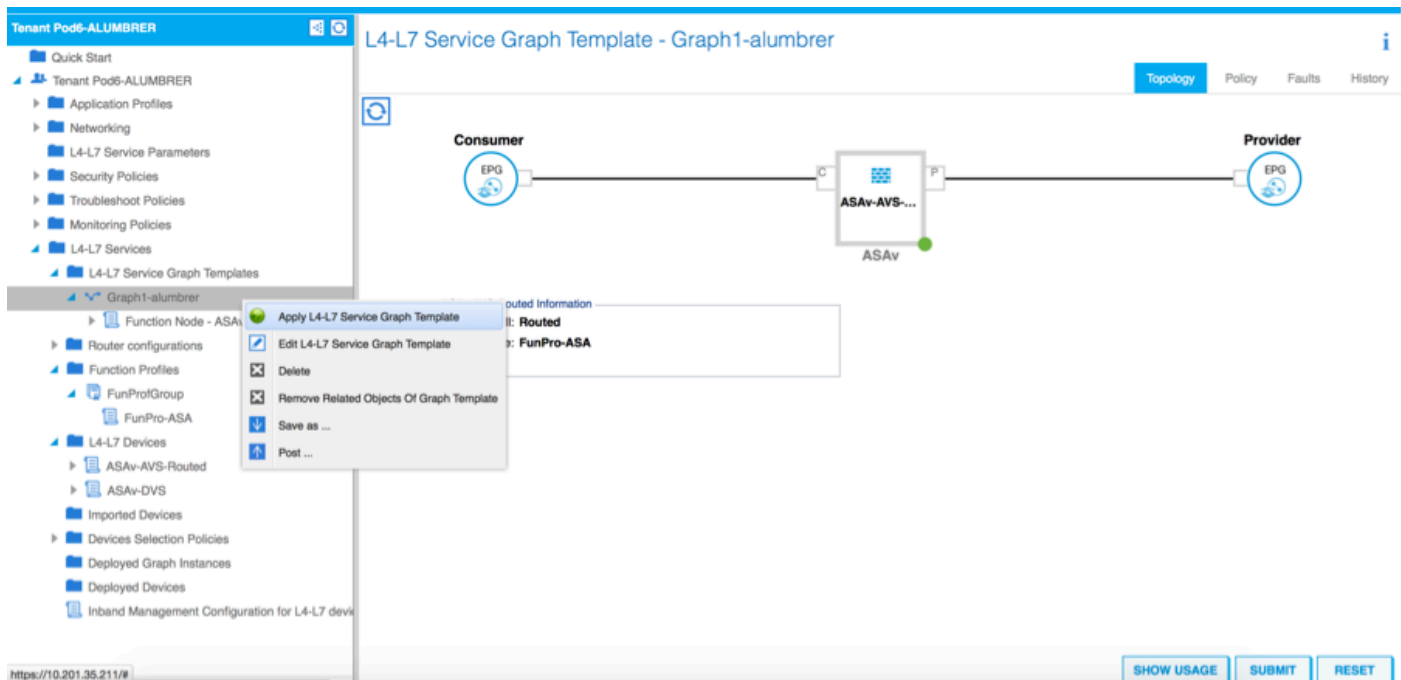 Tenant Pod6-ALUMBRER
Quick Start
Tenant Pod6-ALUMBRER
Application Profiles
Networking
L4-L7 Service Parameters
Security Policies
Troubleshoot Policies
Monitoring Policies
L4-L7 Services
L4-L7 Service Graph Templates
Graph1-alumbrer
Function Node - ASAv
Router configurations
Function Profiles
FunProfGroup
FunPro-ASA
L4-L7 Devices
ASAv-AVS-Routed
ASAv-DVS
Imported Devices
Devices Selection Policies
Deployed Graph Instances
Deployed Devices
Inband Management Configuration for L4-L7 devic
https://10.201.35.211/#
Apply L4-L7 Service Graph Template
Edit L4-L7 Service Graph Template
Delete
Remove Related Objects Of Graph Template
Save as ...
Post ...
L4-L7 Service Graph Template - Graph1-alumbrer
i
Topology Policy Faults History
Consumer Provider
EPG EPG
C P
ASAv-AVS-...
ASAv
outed Information
ll: Routed
e: FunPro-ASA
SHOW USAGE SUBMIT RESET